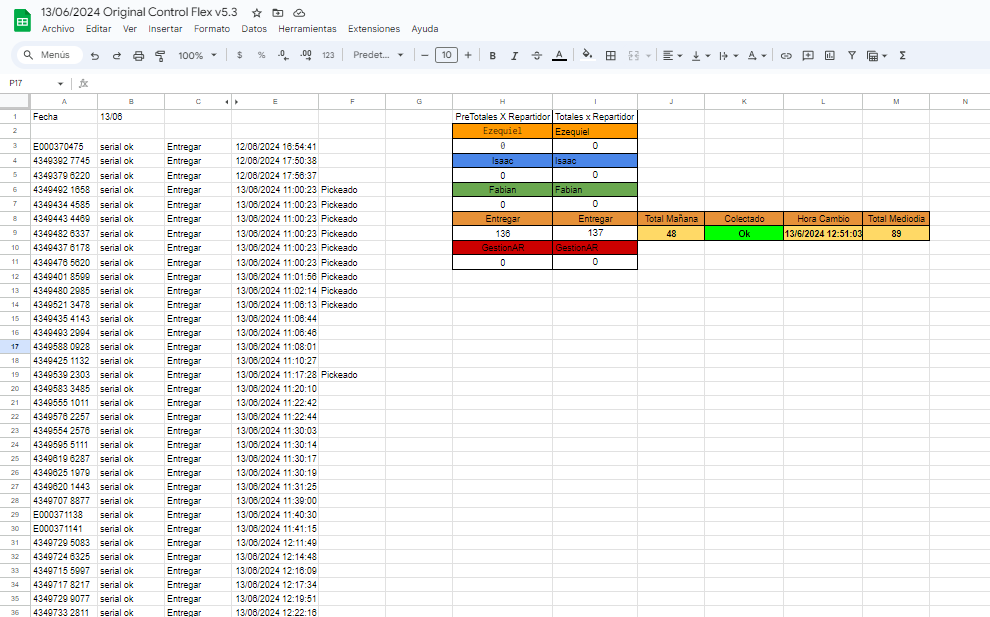 13/06/2024 Original Control Flex v5.3
Archivo Editar Ver Insertar Formato Datos Herramientas Extensiones Ayuda
Menús 100% $ % .0 .00 123 Predet... 10 B I A
P17 fx
A B C E F G H I J K L M N
1 Fecha 13/06 PreTotales X Repartidor Totales x Repartidor
2 Ezequiel Ezequiel
3 E000370475 serial ok Entregar 12/06/2024 16:54:41 0 0
4 4349392 7745 serial ok Entregar 12/06/2024 17:50:38 Isaac Isaac
5 4349379 6220 serial ok Entregar 12/06/2024 17:56:37 0 0
6 4349492 1658 serial ok Entregar 13/06/2024 11:00:23 Pickeado Fabian Fabian
7 4349434 4585 serial ok Entregar 13/06/2024 11:00:23 Pickeado 0 0
8 4349443 4469 serial ok Entregar 13/06/2024 11:00:23 Pickeado Entregar Entregar Total Mañana Colectado Hora Cambio Total Mediodia
9 4349482 6337 serial ok Entregar 13/06/2024 11:00:23 Pickeado 136 137 48 Ok 13/6/2024 12:51:03 89
10 4349437 6178 serial ok Entregar 13/06/2024 11:00:23 Pickeado GestionAR GestionAR
11 4349476 5620 serial ok Entregar 13/06/2024 11:00:23 Pickeado 0 0
12 4349401 8599 serial ok Entregar 13/06/2024 11:01:56 Pickeado
13 4349480 2985 serial ok Entregar 13/06/2024 11:02:14 Pickeado
14 4349521 3478 serial ok Entregar 13/06/2024 11:06:13 Pickeado
15 4349435 4143 serial ok Entregar 13/06/2024 11:06:44
16 4349493 2994 serial ok Entregar 13/06/2024 11:06:46
17 4349588 0928 serial ok Entregar 13/06/2024 11:08:01
18 4349425 1132 serial ok Entregar 13/06/2024 11:10:27
19 4349539 2303 serial ok Entregar 13/06/2024 11:17:28 Pickeado
20 4349583 3485 serial ok Entregar 13/06/2024 11:20:10
21 4349555 1011 serial ok Entregar 13/06/2024 11:22:42
22 4349576 2257 serial ok Entregar 13/06/2024 11:22:44
23 4349554 2576 serial ok Entregar 13/06/2024 11:30:03
24 4349595 5111 serial ok Entregar 13/06/2024 11:30:14
25 4349619 6287 serial ok Entregar 13/06/2024 11:30:17
26 4349625 1979 serial ok Entregar 13/06/2024 11:30:19
27 4349620 1443 serial ok Entregar 13/06/2024 11:31:25
28 4349707 8877 serial ok Entregar 13/06/2024 11:39:00
29 E000371138 serial ok Entregar 13/06/2024 11:40:30
30 E000371141 serial ok Entregar 13/06/2024 11:41:15
31 4349729 5083 serial ok Entregar 13/06/2024 12:11:49
32 4349724 6325 serial ok Entregar 13/06/2024 12:14:48
33 4349715 5997 serial ok Entregar 13/06/2024 12:16:09
34 4349717 8217 serial ok Entregar 13/06/2024 12:17:34
35 4349729 9077 serial ok Entregar 13/06/2024 12:19:51
36 4349733 2811 serial ok Entregar 13/06/2024 12:22:16